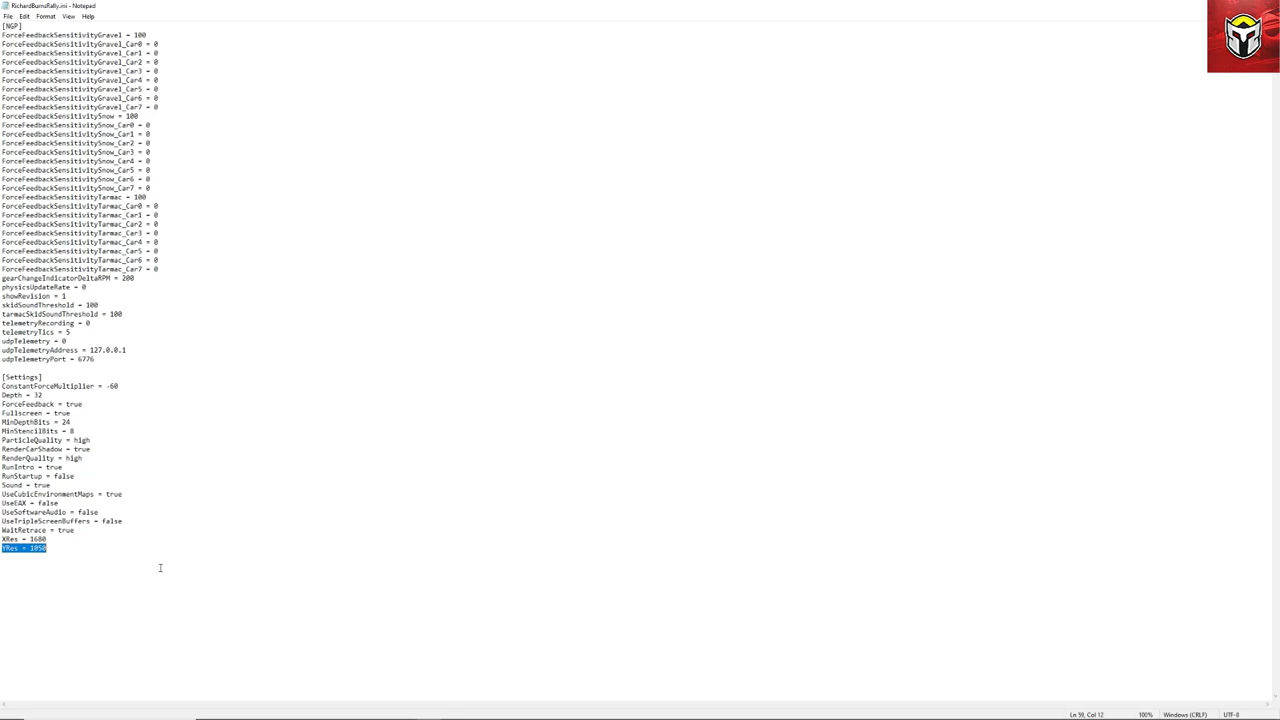 RichardBurnsRally.ini - Notepad
File Edit Format View Help
[NGP]
ForceFeedbackSensitivityGravel = 100
ForceFeedbackSensitivityGravel_Car0 = 0
ForceFeedbackSensitivityGravel_Car1 = 0
ForceFeedbackSensitivityGravel_Car2 = 0
ForceFeedbackSensitivityGravel_Car3 = 0
ForceFeedbackSensitivityGravel_Car4 = 0
ForceFeedbackSensitivityGravel_Car5 = 0
ForceFeedbackSensitivityGravel_Car6 = 0
ForceFeedbackSensitivityGravel_Car7 = 0
ForceFeedbackSensitivitySnow = 100
ForceFeedbackSensitivitySnow_Car0 = 0
ForceFeedbackSensitivitySnow_Car1 = 0
ForceFeedbackSensitivitySnow_Car2 = 0
ForceFeedbackSensitivitySnow_Car3 = 0
ForceFeedbackSensitivitySnow_Car4 = 0
ForceFeedbackSensitivitySnow_Car5 = 0
ForceFeedbackSensitivitySnow_Car6 = 0
ForceFeedbackSensitivitySnow_Car7 = 0
ForceFeedbackSensitivityTarmac = 100
ForceFeedbackSensitivityTarmac_Car0 = 0
ForceFeedbackSensitivityTarmac_Car1 = 0
ForceFeedbackSensitivityTarmac_Car2 = 0
ForceFeedbackSensitivityTarmac_Car3 = 0
ForceFeedbackSensitivityTarmac_Car4 = 0
ForceFeedbackSensitivityTarmac_Car5 = 0
ForceFeedbackSensitivityTarmac_Car6 = 0
ForceFeedbackSensitivityTarmac_Car7 = 0
gearChangeIndicatorDeltaRPM = 200
physicsUpdateRate = 0
showRevision = 1
skidSoundThreshold = 100
tarmacSkidSoundThreshold = 100
telemetryRecording = 0
telemetryTics = 5
udpTelemetry = 0
udpTelemetryAddress = 127.0.0.1
udpTelemetryPort = 6776
[Settings]
ConstantForceMultiplier = -60
Depth = 32
ForceFeedback = true
Fullscreen = true
MinDepthBits = 24
MinStencilBits = 8
ParticleQuality = high
RenderCarShadow = true
RenderQuality = high
RunIntro = true
RunStartup = false
Sound = true
UseCubicEnvironmentMaps = true
UseEAX = false
UseSoftwareAudio = false
UseTripleScreenBuffers = false
WaitRetrace = true
XRes = 1680
YRes = 1050
Ln 59, Col 12 100% Windows (CRLF) UTF-8